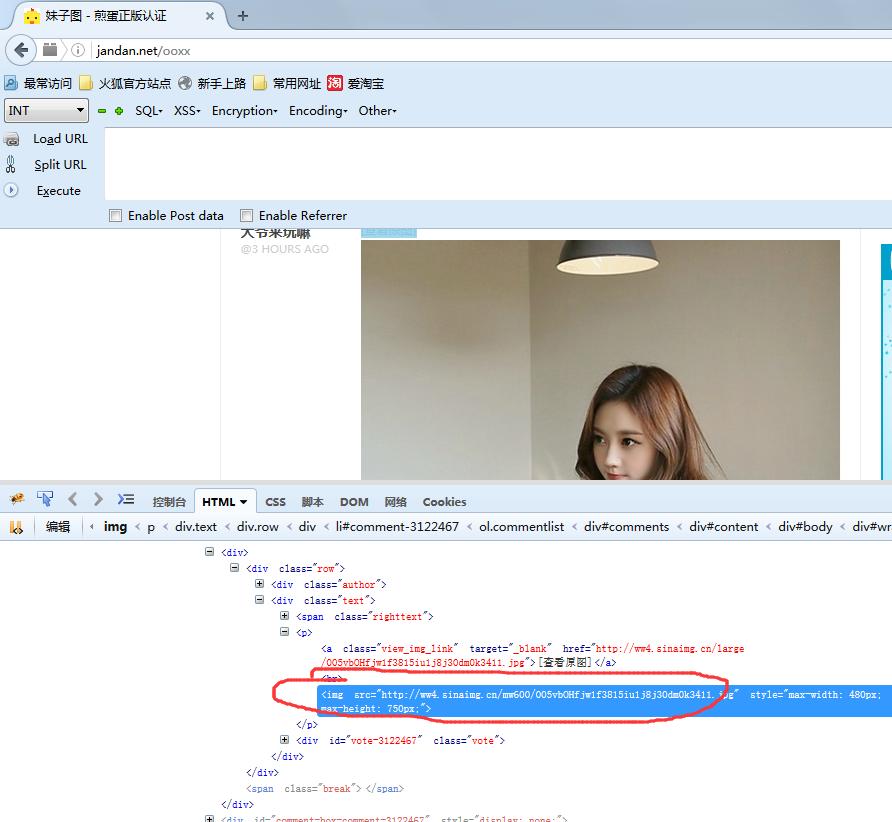 妹子图 - 煎蛋正版认证
jandan.net/ooxx
最常访问 火狐官方站点 新手上路 常用网址 淘 爱淘宝
INT SQL XSS Encryption Encoding Other
Load URL
Split URL
Execute
Enable Post data Enable Referrer
大爷来玩嘛
@3 HOURS AGO
控制台 HTML CSS 脚本 DOM 网络 Cookies
编辑 img < p < div.text < div.row < div < li#comment-3122467 < ol.commentlist < div#comments < div#content < div#body < div#wr
<div>
<div class="row">
<div class="author">
<div class="text">
<span class="righttext">
<p>
<a class="view_img_link" target="_blank" href="http://ww4.sinaimg.cn/large
/005vbOHfjw1f3815iu1j8j30dm0k3411.jpg">[查看原图]</a>
<br>
<img src="http://ww4.sinaimg.cn/mw600/005vbOHfjw1f3815iu1j8j30dm0k3411.jpg" style="max-width: 480px;
max-height: 750px;">
</p>
<div id="vote-3122467" class="vote">
</div>
</div>
<span class="break"></span>
</div>
<div id="comment-box-comment-3122467" style="display: none;">